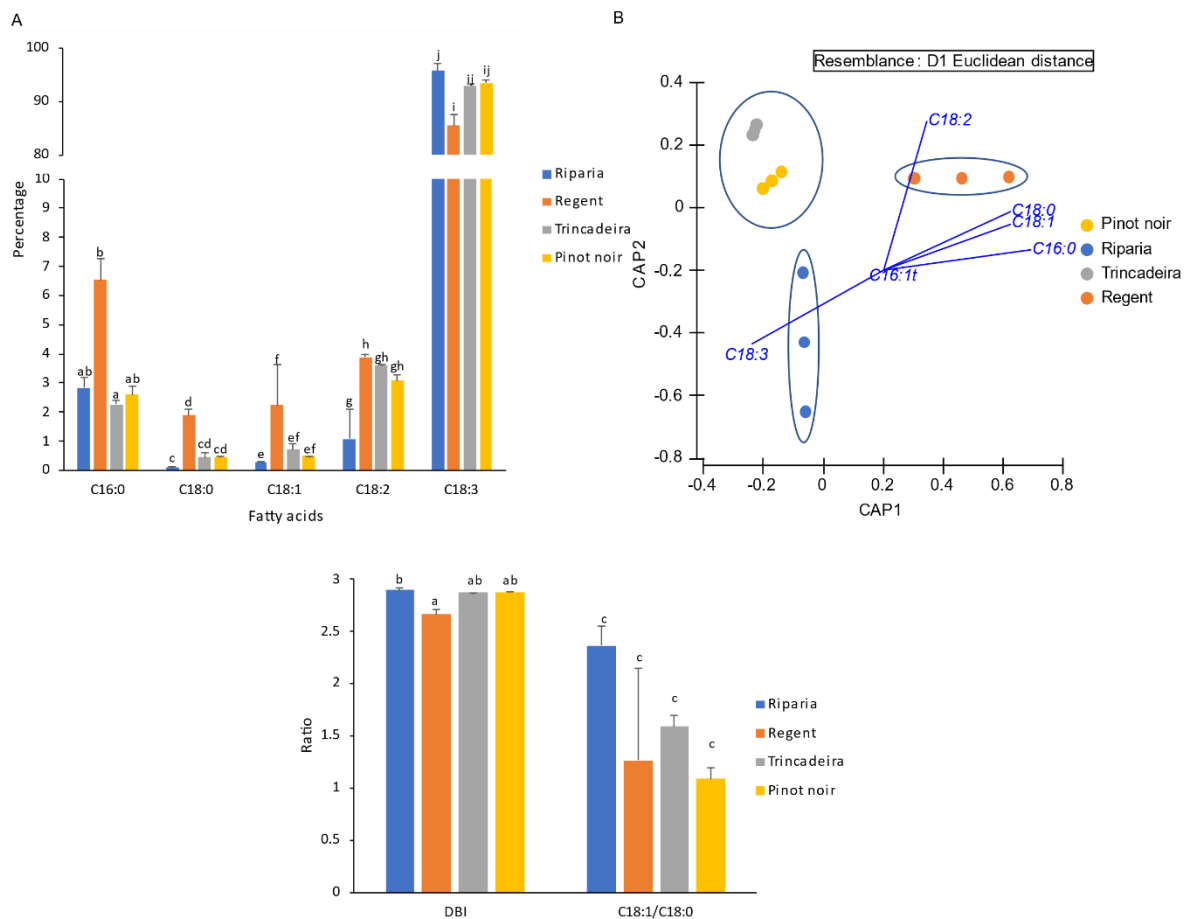 A
100
90
80
10
9
8
7
6
5
4
3
2
1
0
Percentage
ab
b
a
ab
c
d
cd
cd
e
f
ef
ef
g
h
gh
gh
j
i
ij
ij
C16:0
C18:0
C18:1
C18:2
C18:3
Fatty acids
Riparia
Regent
Trincadeira
Pinot noir
B
Resemblance: D1 Euclidean distance
0.4
0.2
0
-0.2
-0.4
-0.6
-0.8
CAP2
C18:2
C18:0
C18:1
C16:0
C16:1t
C18:3
-0.4
-0.2
0
0.2
0.4
0.6
0.8
CAP1
Pinot noir
Riparia
Trincadeira
Regent
3
2.5
2
1.5
1
0.5
0
Ratio
b
a
ab
ab
c
c
c
c
DBI
C18:1/C18:0
Riparia
Regent
Trincadeira
Pinot noir